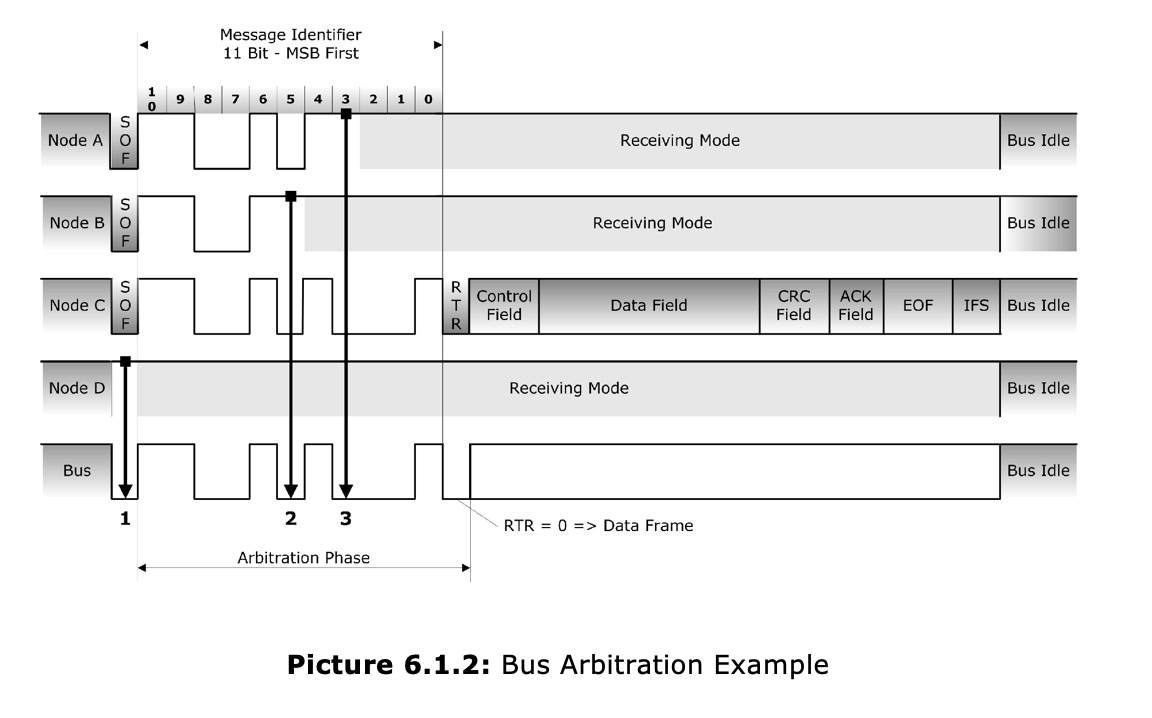 Message Identifier
11 Bit - MSB First
10 9 8 7 6 5 4 3 2 1 0
Node A SOF Receiving Mode Bus Idle
Node B SOF Receiving Mode Bus Idle
Node C SOF RTR Control Field Data Field CRC Field ACK Field EOF IFS Bus Idle
Node D Receiving Mode Bus Idle
Bus Bus Idle
1 2 3
RTR = 0 => Data Frame
Arbitration Phase
Picture 6.1.2: Bus Arbitration Example